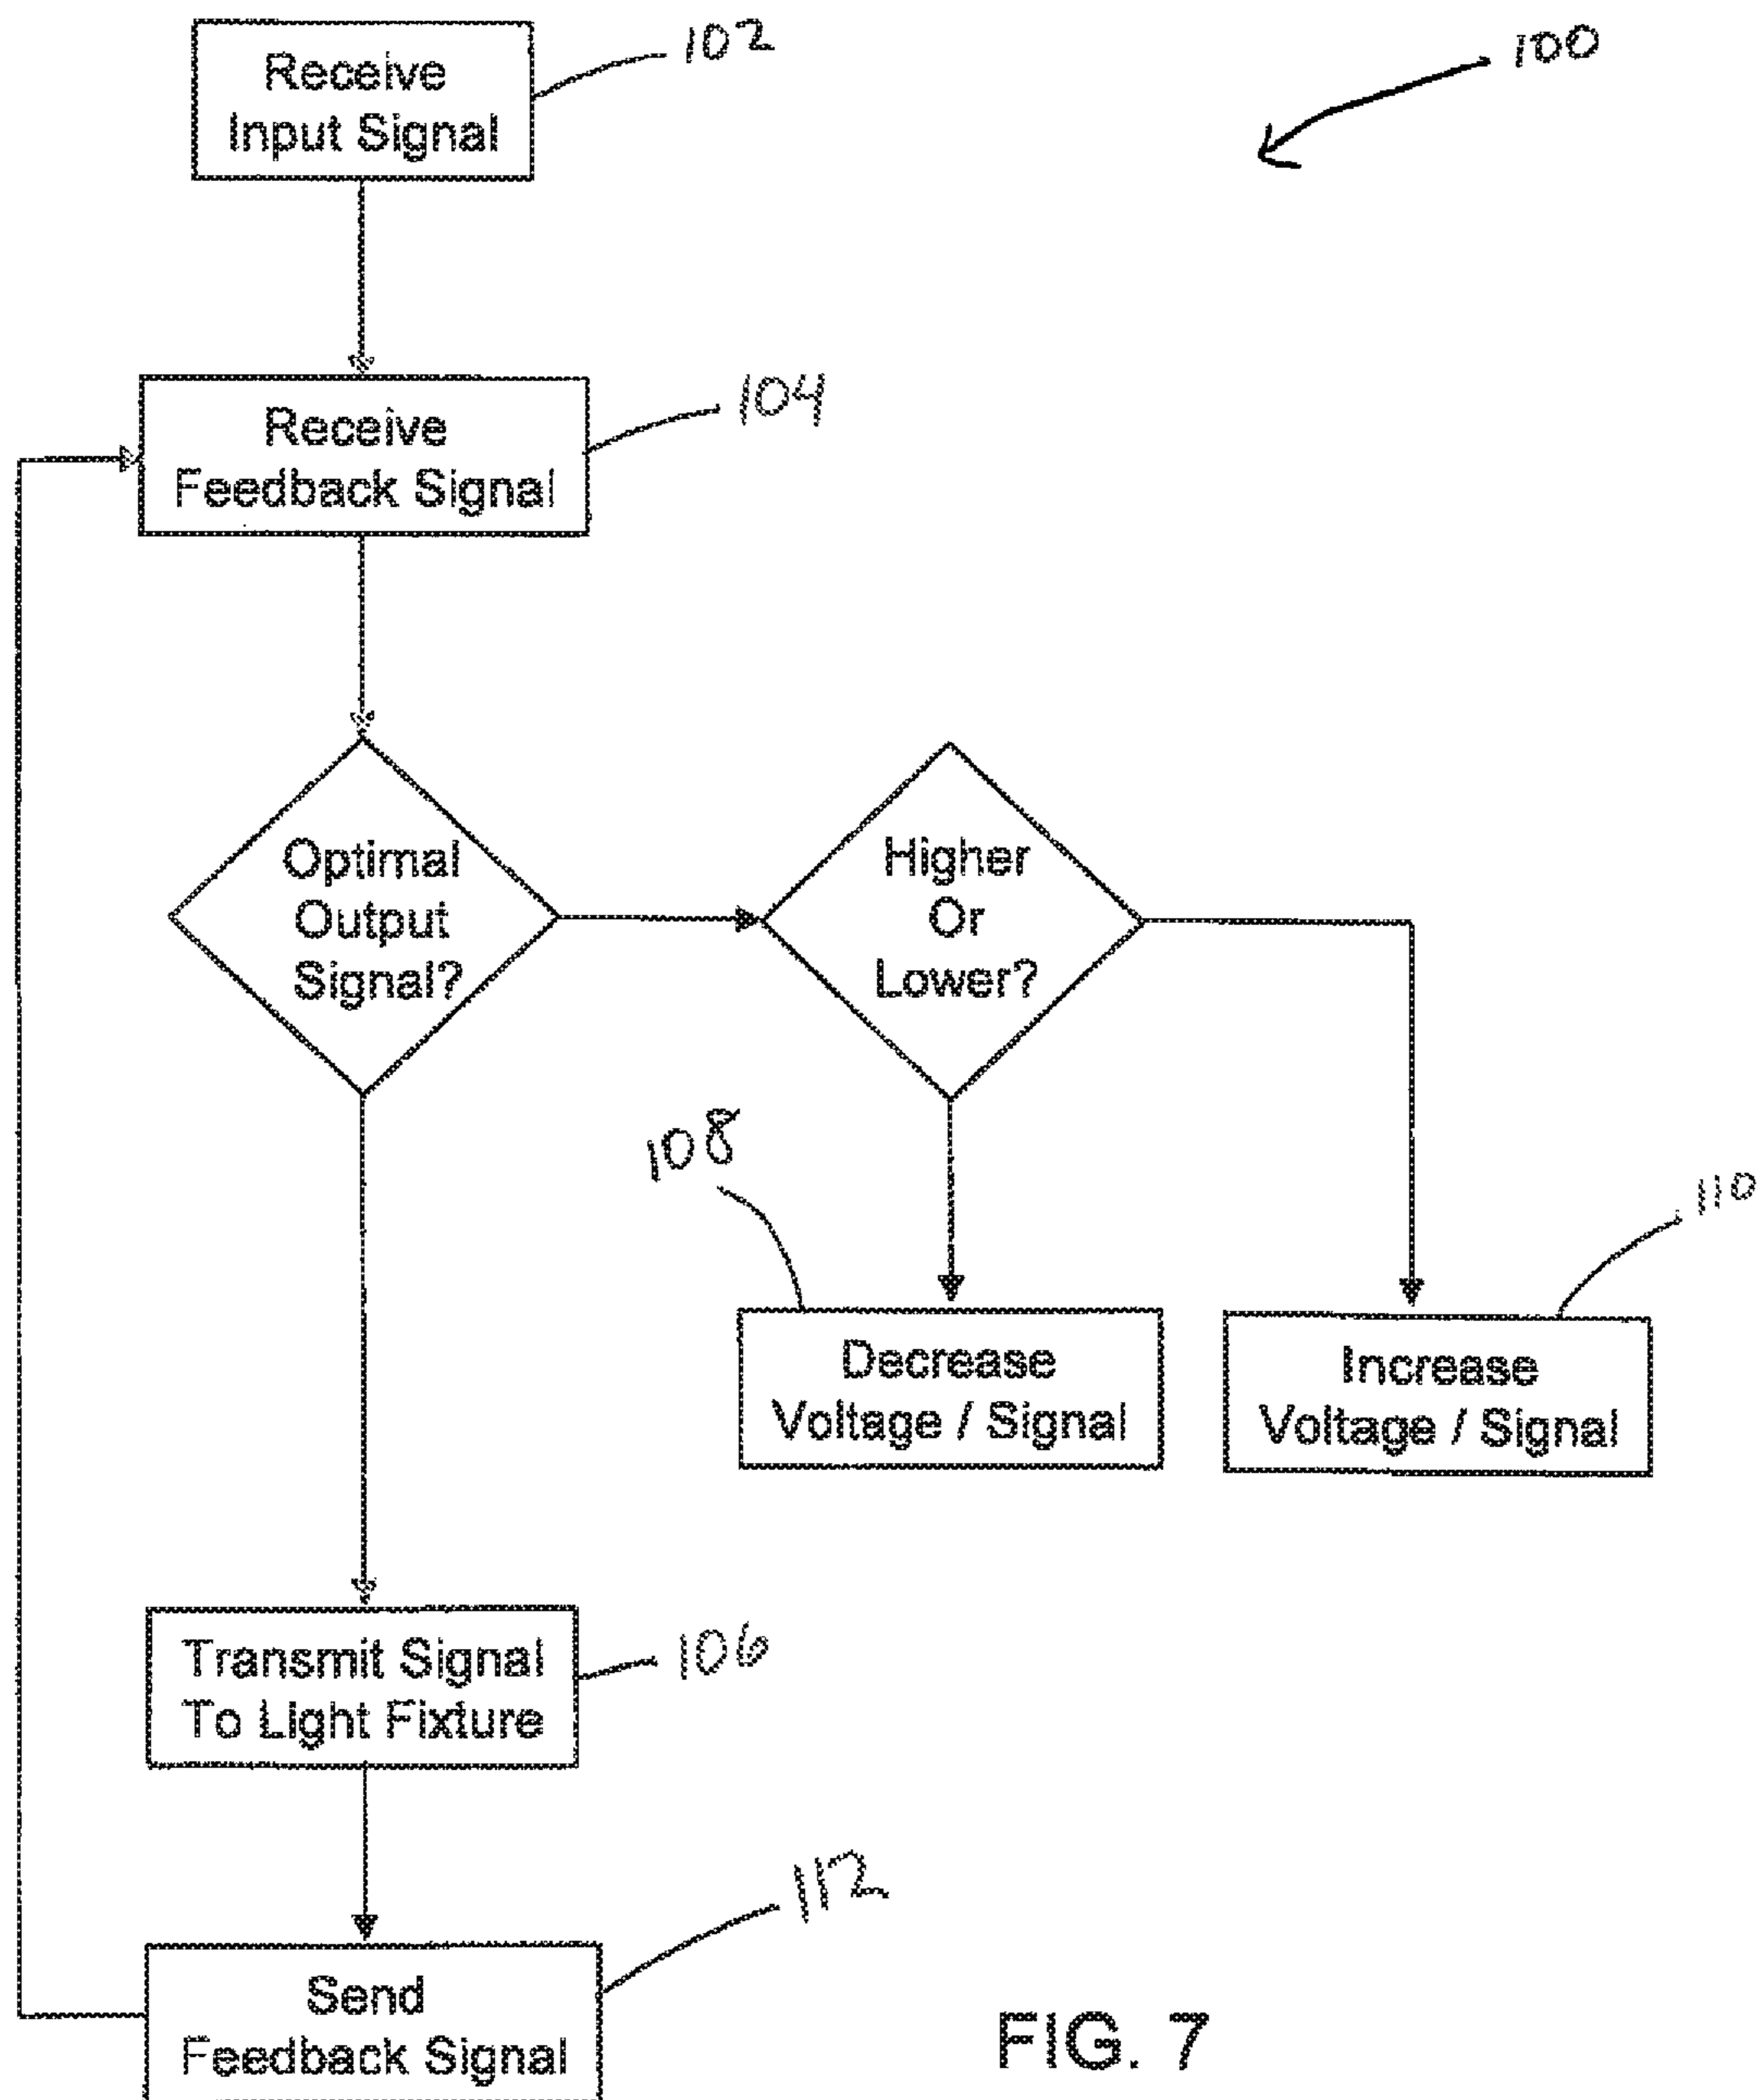 Receive
Input Signal
102
100
Receive
Feedback Signal
104
Optimal
Output
Signal?
Higher
Or
Lower?
108
110
Decrease
Voltage / Signal
Increase
Voltage / Signal
Transmit Signal
To Light Fixture
106
112
Send
Feedback Signal
FIG. 7